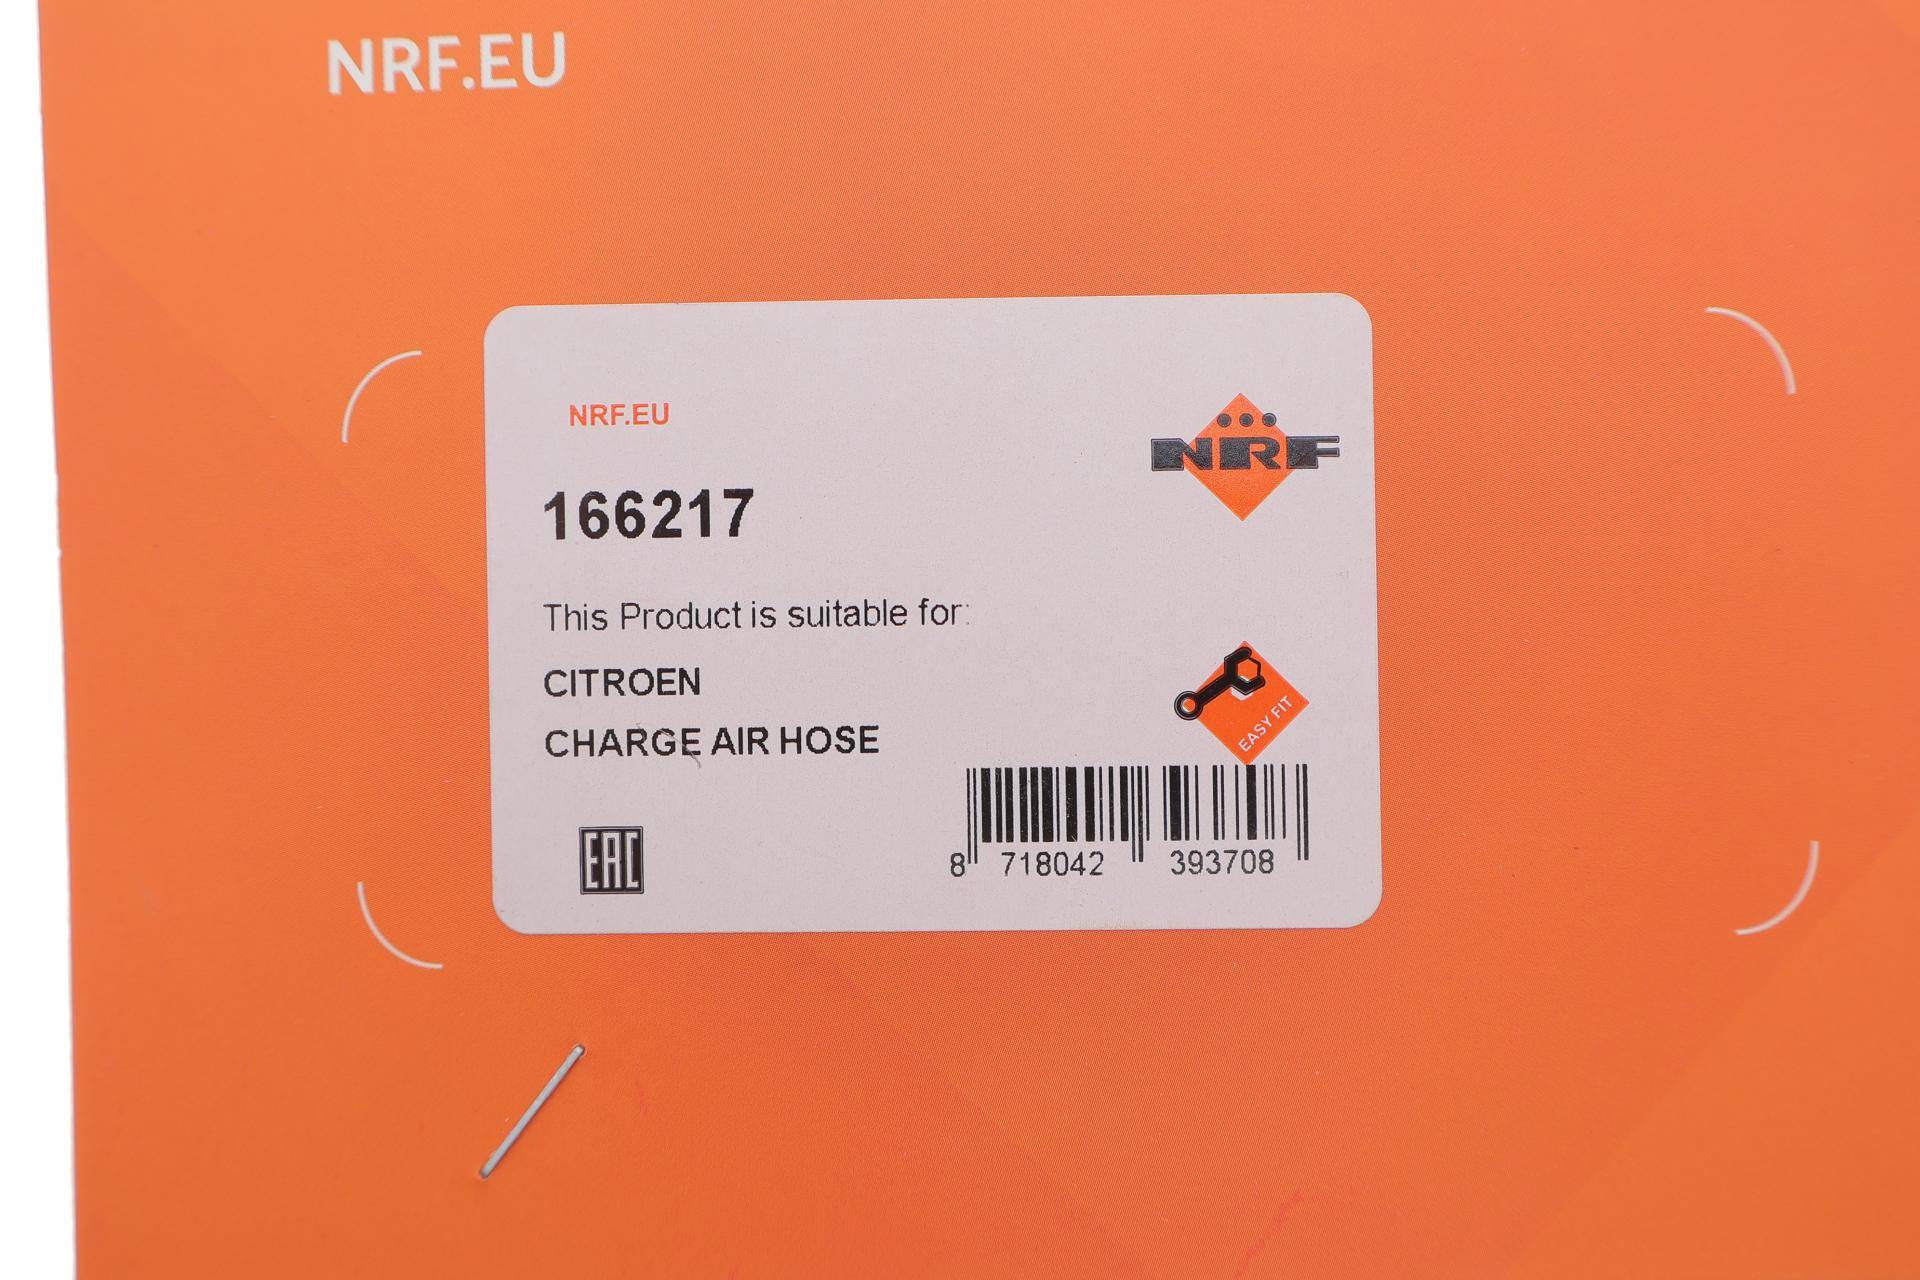 NRF.EU
NRF.EU
NRF
166217
This Product is suitable for:
CITROEN
CHARGE AIR HOSE
EASY FIT
EAC
8 718042 393708